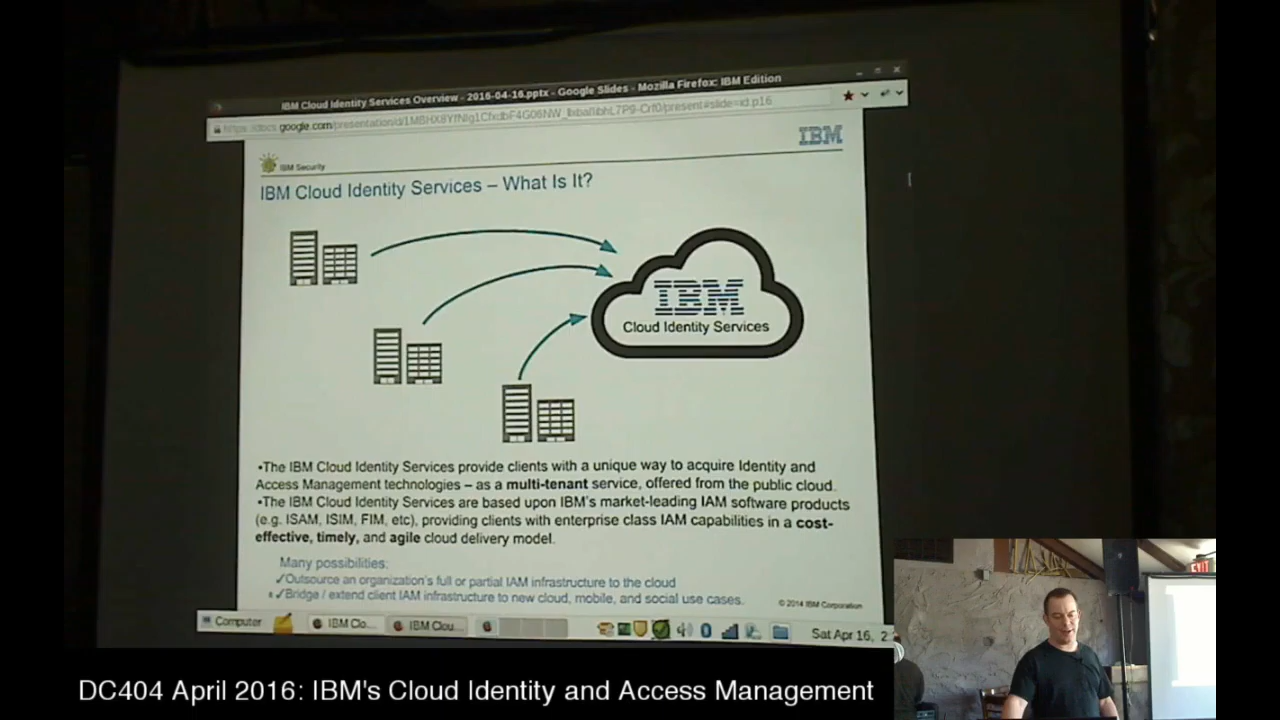 IBM Cloud Identity Services Overview - 2016-04-16.pptx - Google Slides - Mozilla Firefox: IBM Edition
IBM
IBM Security
IBM Cloud Identity Services – What Is It?
IBM
Cloud Identity Services
•The IBM Cloud Identity Services provide clients with a unique way to acquire Identity and
Access Management technologies – as a multi-tenant service, offered from the public cloud.
•The IBM Cloud Identity Services are based upon IBM's market-leading IAM software products
(e.g. ISAM, ISIM, FIM, etc), providing clients with enterprise class IAM capabilities in a cost-
effective, timely, and agile cloud delivery model.
Many possibilities:
✓Outsource an organization's full or partial IAM infrastructure to the cloud
✓Bridge / extend client IAM infrastructure to new cloud, mobile, and social use cases.
© 2014 IBM Corporation
Computer
IBM Clo...
IBM Clou...
Sat Apr 16, 2:
EXIT
DC404 April 2016: IBM's Cloud Identity and Access Management